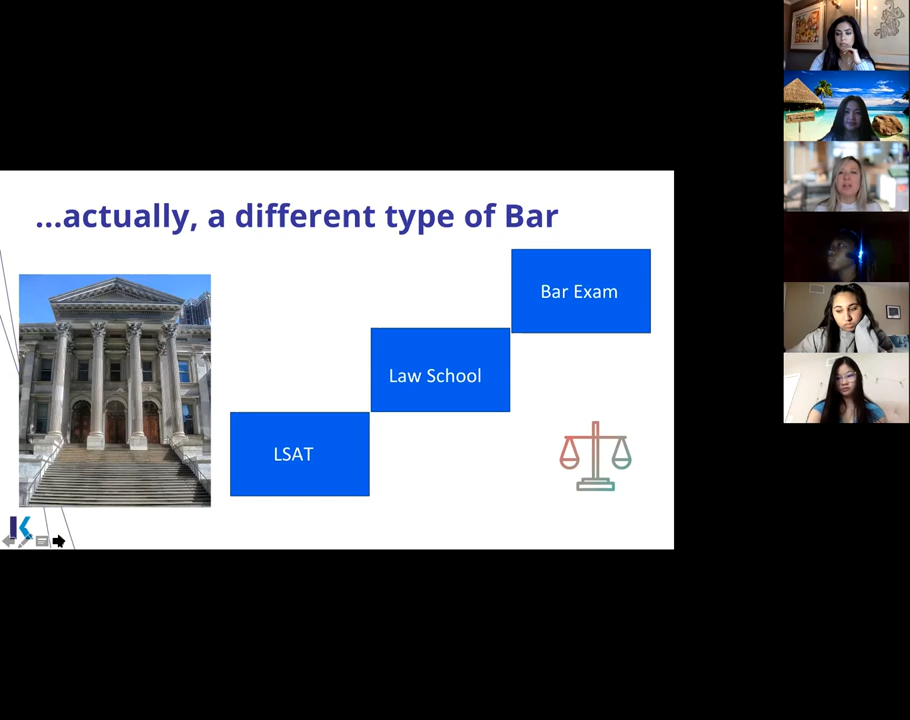 ...actually, a different type of Bar
Bar Exam
Law School
LSAT
K